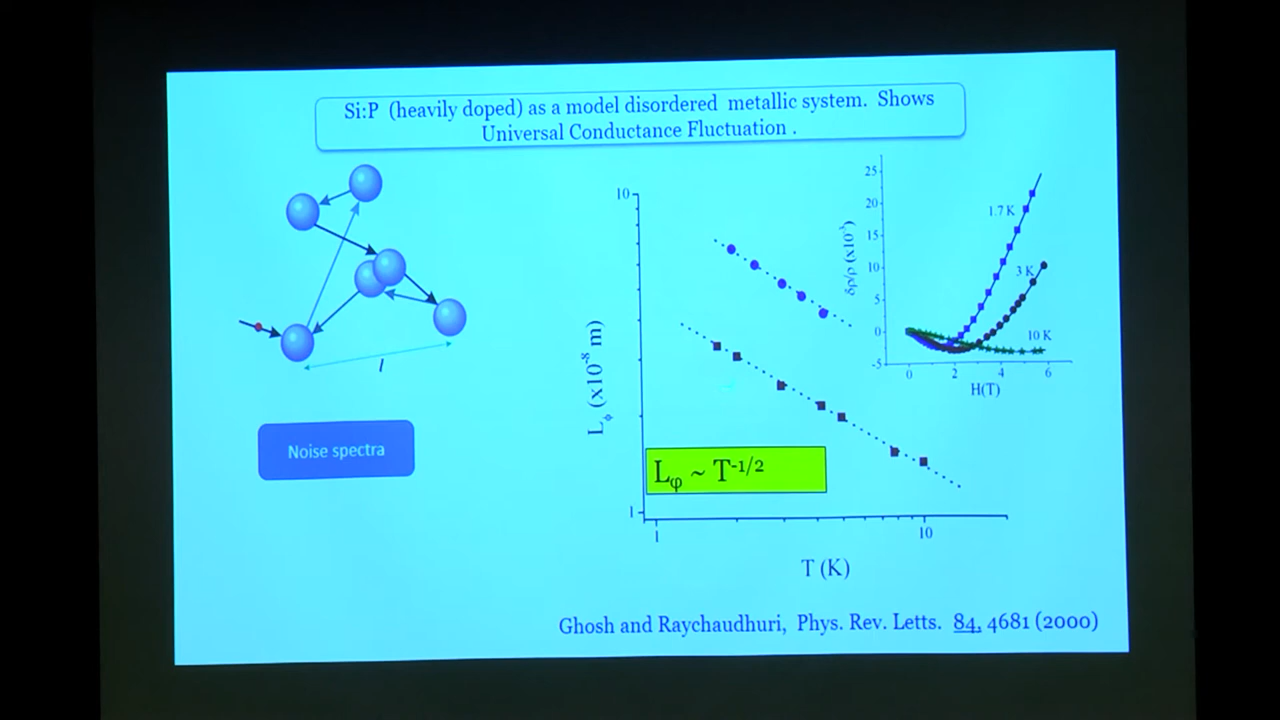 Si:P (heavily doped) as a model disordered metallic system. Shows
Universal Conductance Fluctuation .
l
Noise spectra
10
1
L𝜙 (x10⁻⁸ m)
Lφ ~ T⁻¹/²
1
10
T (K)
25
20
15
10
5
0
-5
δρ/ρ (x10⁻³)
1.7 K
3 K
10 K
0
2
4
6
H(T)
Ghosh and Raychaudhuri, Phys. Rev. Letts. 84, 4681 (2000)